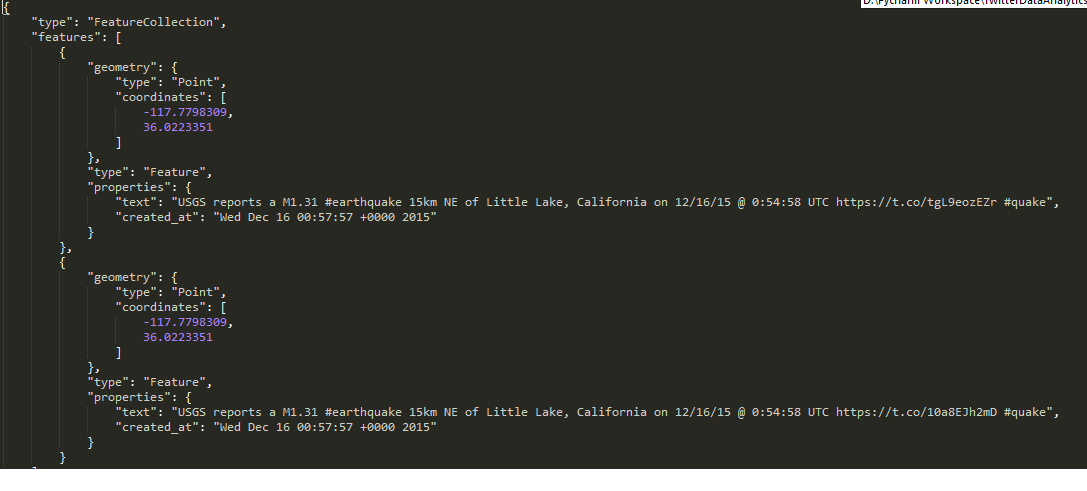 D:\Pycharm Workspace\TwitterDataAnalytics
{
    "type": "FeatureCollection",
    "features": [
        {
            "geometry": {
                "type": "Point",
                "coordinates": [
                    -117.7798309,
                    36.0223351
                ]
            },
            "type": "Feature",
            "properties": {
                "text": "USGS reports a M1.31 #earthquake 15km NE of Little Lake, California on 12/16/15 @ 0:54:58 UTC https://t.co/tgL9eozEZr #quake",
                "created_at": "Wed Dec 16 00:57:57 +0000 2015"
            }
        },
        {
            "geometry": {
                "type": "Point",
                "coordinates": [
                    -117.7798309,
                    36.0223351
                ]
            },
            "type": "Feature",
            "properties": {
                "text": "USGS reports a M1.31 #earthquake 15km NE of Little Lake, California on 12/16/15 @ 0:54:58 UTC https://t.co/10a8EJh2mD #quake",
                "created_at": "Wed Dec 16 00:57:57 +0000 2015"
            }
        }